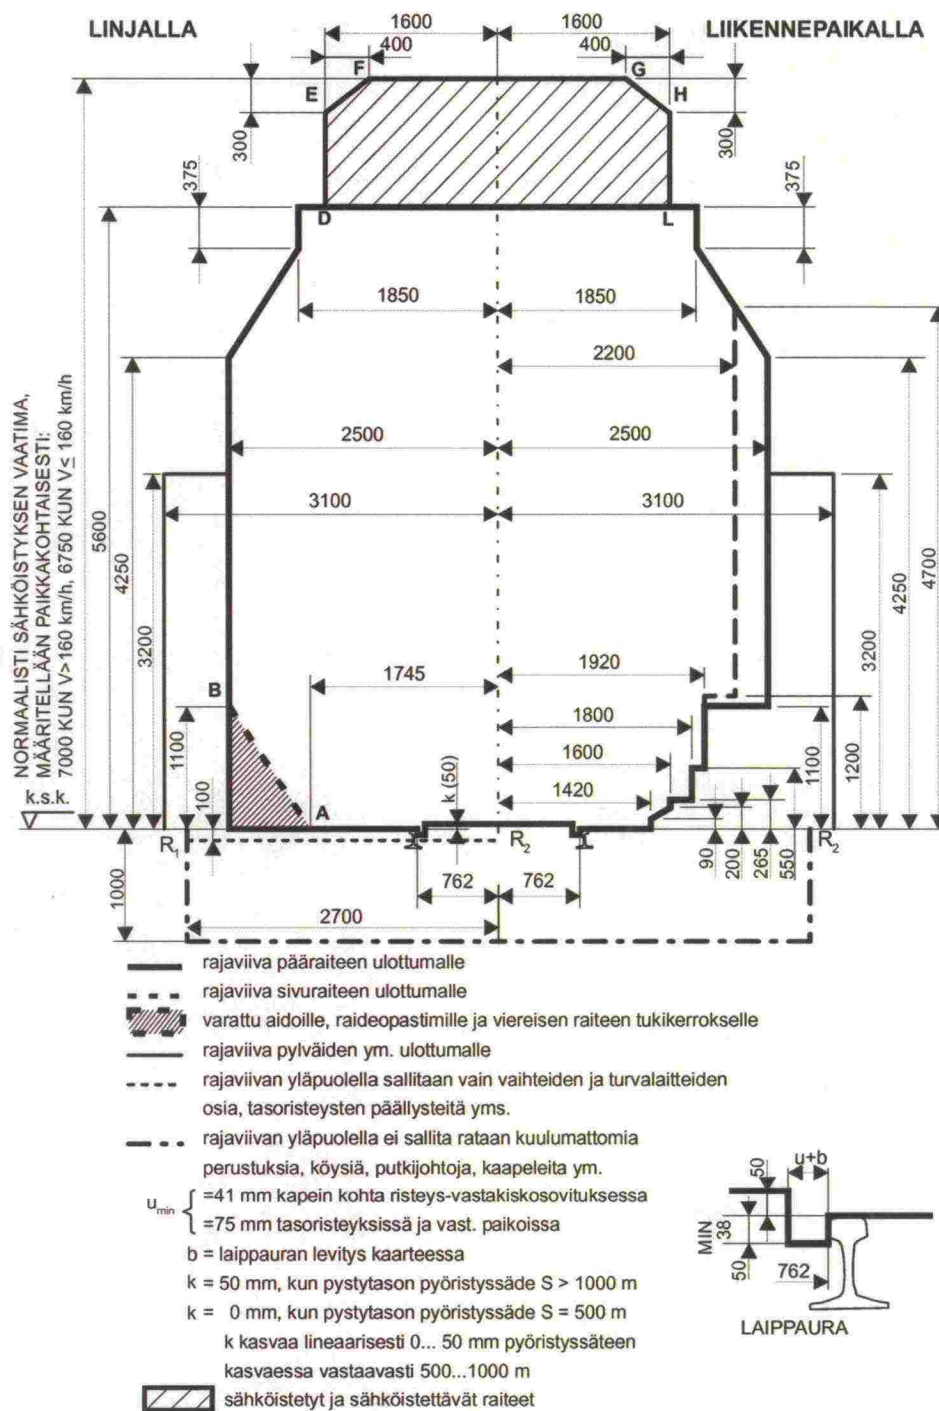 LINJALLA
LIIKENNEPAIKALLA
1600 1600
400 400
F G
E H
300 300
375 375
D L
1850 1850
2200
2500 2500
3100 3100
NORMAALISTI SÄHKÖISTYKSEN VAATIMA,
MÄÄRITELLÄÄN PAIKKAKOHTAISESTI:
7000 KUN V>160 km/h, 6750 KUN V≤ 160 km/h
5600
4250
3200
4700
4250
3200
1745 1920
B
1800
1600
1420
1100
100
k (50)
A
k.s.k.
R₁ R₂ R₂
90
200
265
550
1100
1200
1000
762 762
2700
rajaviiva pääraiteen ulottumalle
rajaviiva sivuraiteen ulottumalle
varattu aidoille, raideopastimille ja viereisen raiteen tukikerrokselle
rajaviiva pylväiden ym. ulottumalle
rajaviivan yläpuolella sallitaan vain vaihteiden ja turvalaitteiden
osia, tasoristeysten päällysteitä yms.
rajaviivan yläpuolella ei sallita rataan kuulumattomia
perustuksia, köysiä, putkijohtoja, kaapeleita ym.
u min { =41 mm kapein kohta risteys-vastakiskosovituksessa
=75 mm tasoristeyksissä ja vast. paikoissa
b = laippauran levitys kaarteessa
k = 50 mm, kun pystytason pyöristyssäde S > 1000 m
k = 0 mm, kun pystytason pyöristyssäde S = 500 m
k kasvaa lineaarisesti 0... 50 mm pyöristyssäteen
kasvaessa vastaavasti 500...1000 m
sähköistetyt ja sähköistettävät raiteet
50
u+b
MIN
38
50
762
LAIPPAURA